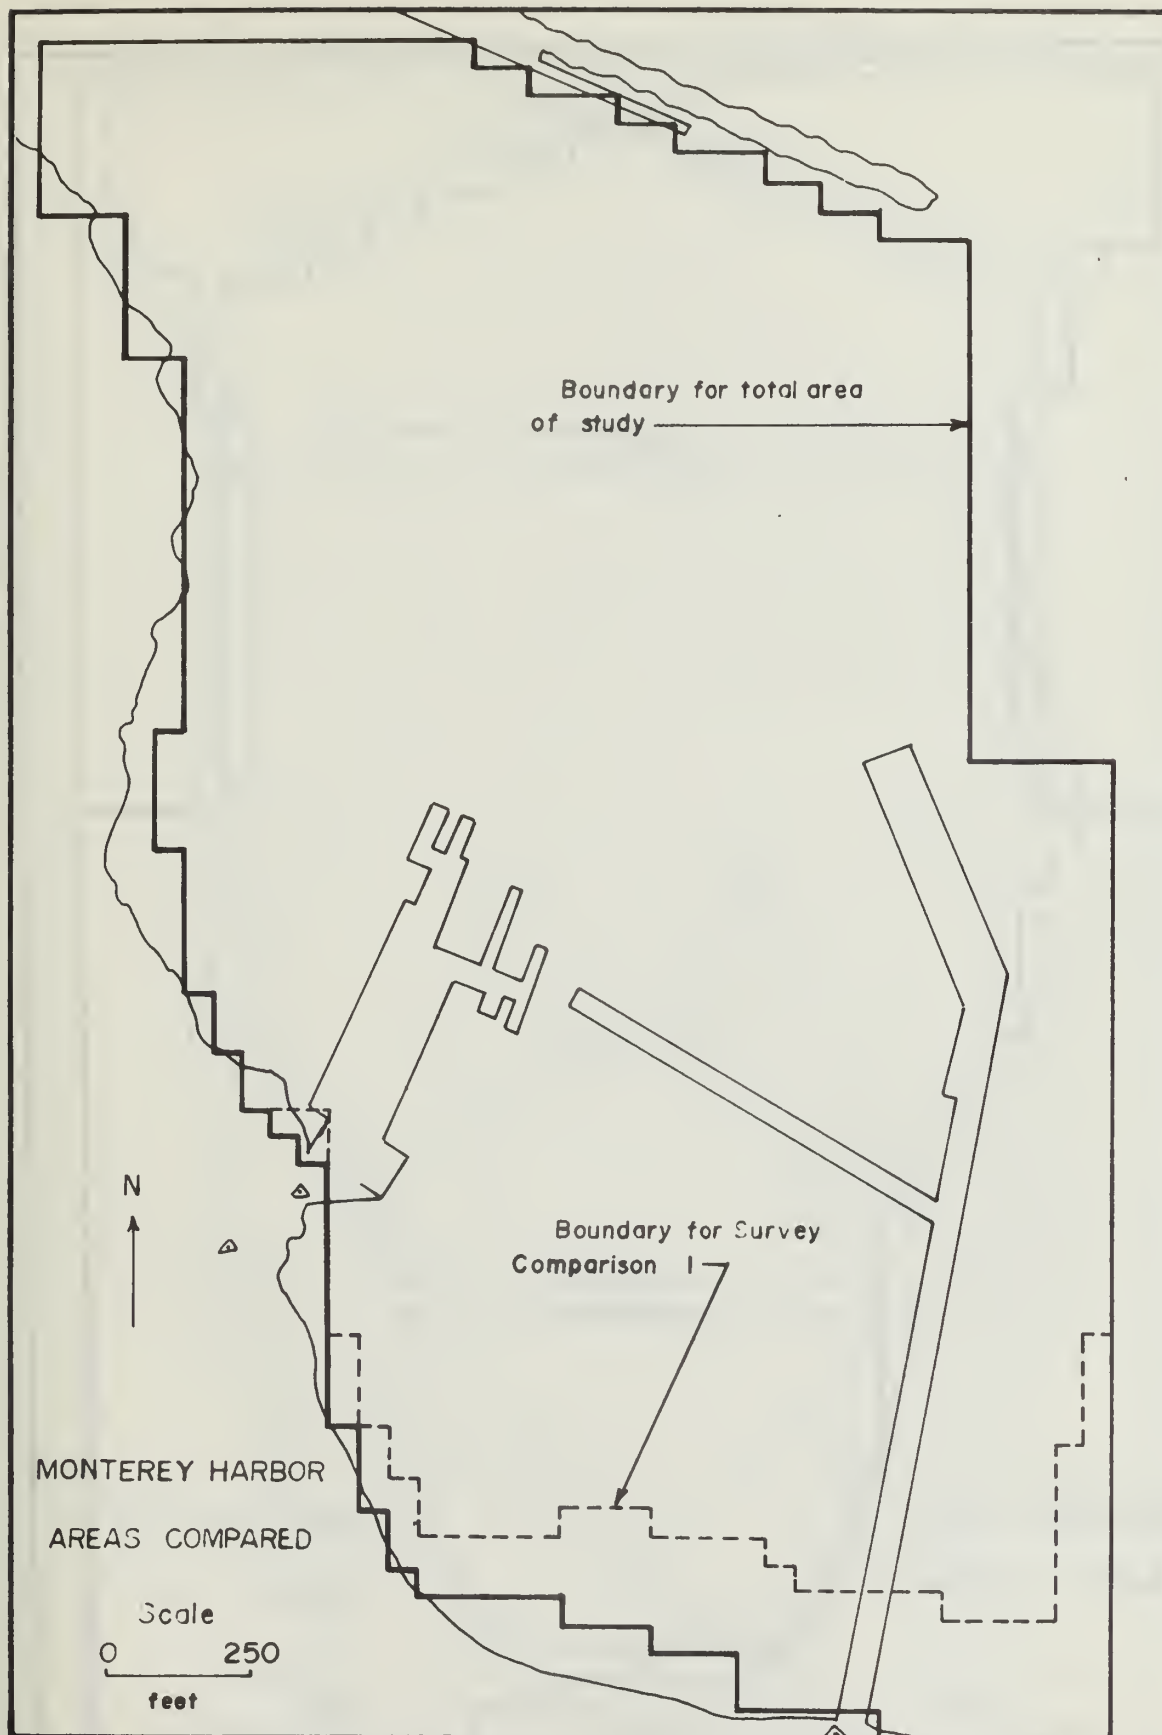 Boundary for total area
of study
N
Boundary for Survey
Comparison 1
MONTEREY HARBOR
AREAS COMPARED
Scale
0 250
feet